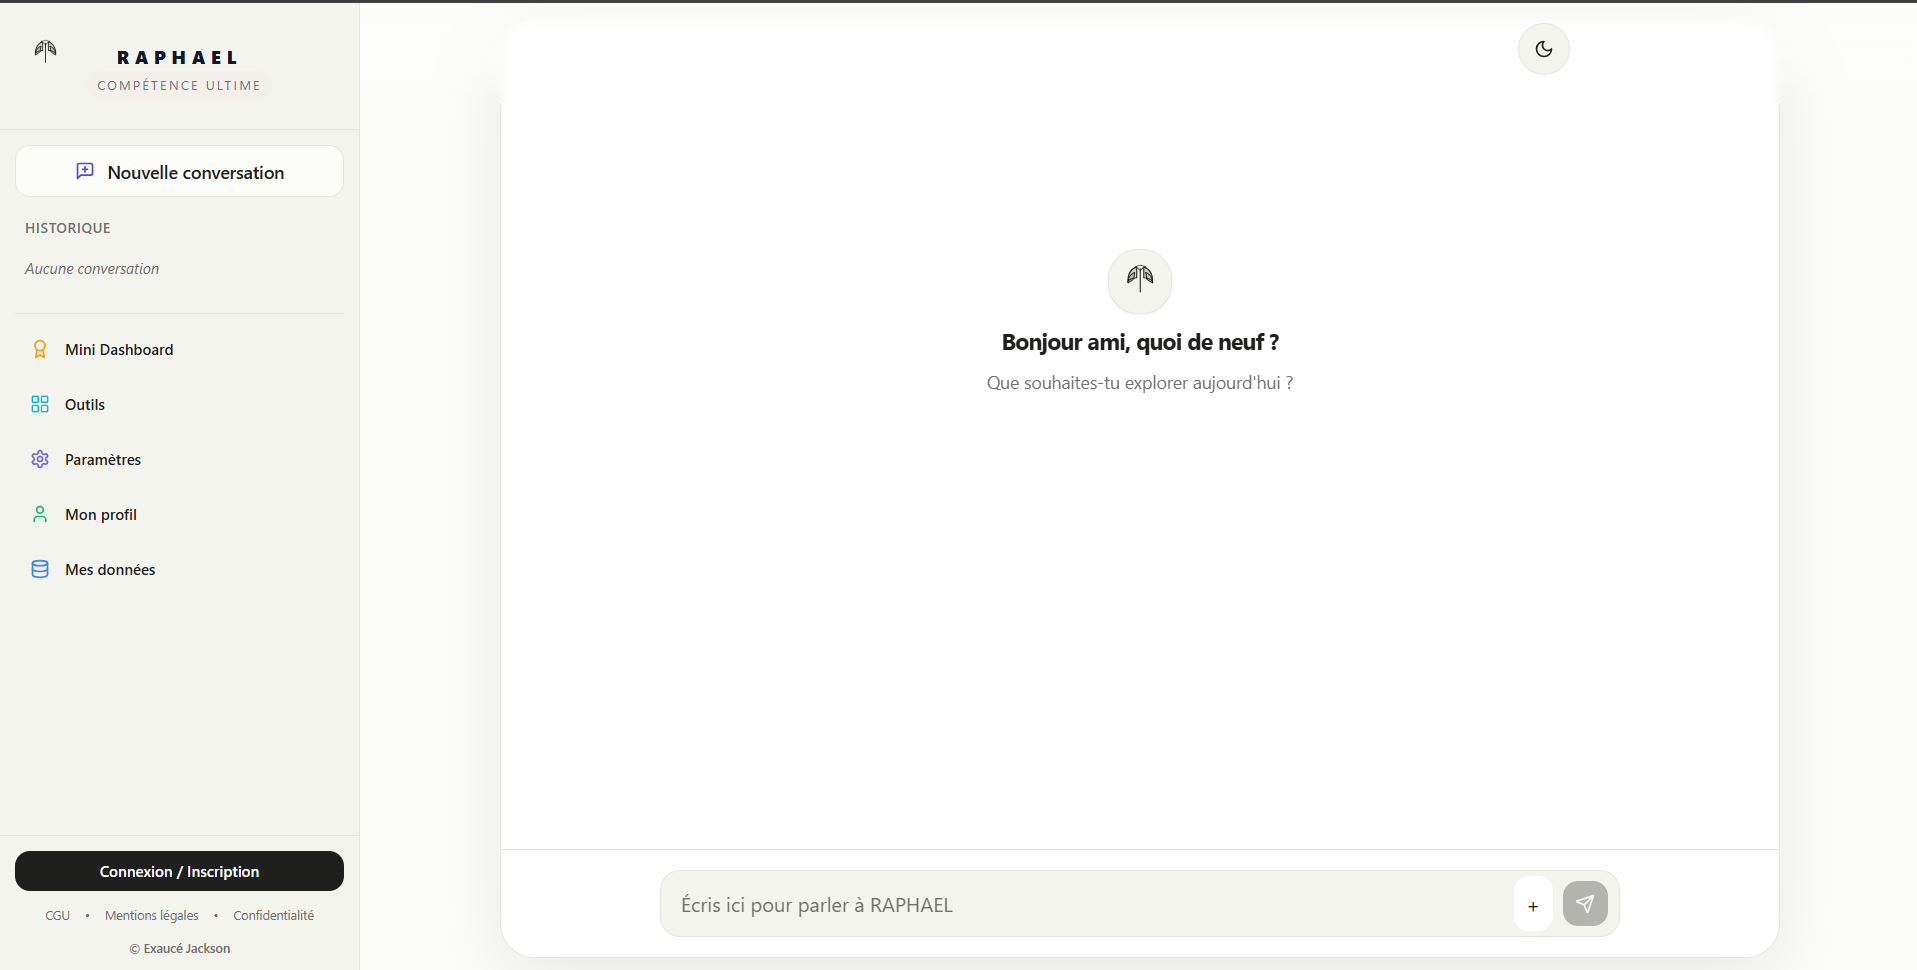 RAPHAEL
COMPÉTENCE ULTIME
Nouvelle conversation
HISTORIQUE
Aucune conversation
Mini Dashboard
Outils
Paramètres
Mon profil
Mes données
Connexion / Inscription
CGU • Mentions légales • Confidentialité
© Exaucé Jackson
Bonjour ami, quoi de neuf ?
Que souhaites-tu explorer aujourd'hui ?
Écris ici pour parler à RAPHAEL
+